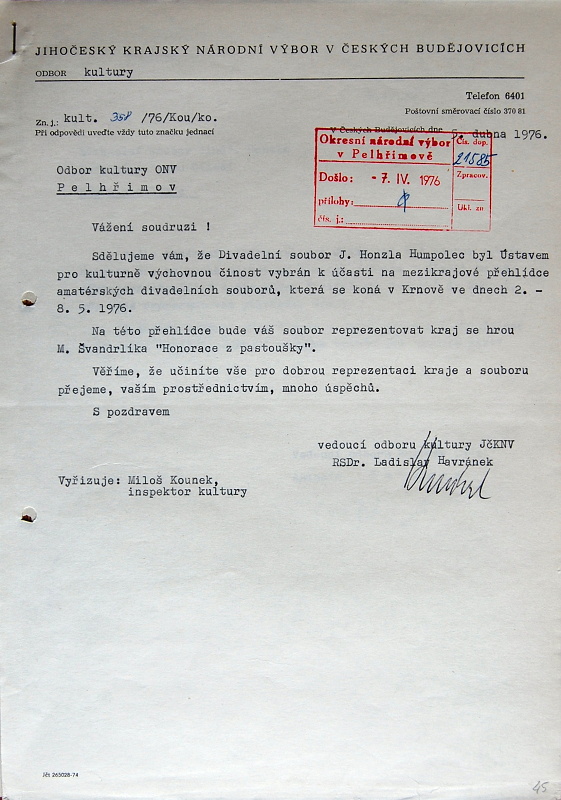 JIHOČESKÝ KRAJSKÝ NÁRODNÍ VÝBOR V ČESKÝCH BUDĚJOVICÍCH
ODBOR kultury
Telefon 6401
Poštovní směrovací číslo 370 81
Zn. j.: kult. 358 /76/Kou/ko.
Při odpovědi uveďte vždy tuto značku jednací
V Českých Budějovicích dne 5. dubna 1976.
Okresní národní výbor
v Pelhřimově
Došlo: - 7. IV. 1976
přílohy:
čís. j.:
Čís. dop.
21585
Zpracov.
Ukl. zn
Odbor kultury ONV
Pelhřimov
Vážení soudruzi !
Sdělujeme vám, že Divadelní soubor J. Honzla Humpolec byl Ústavem
pro kulturně výchovnou činost vybrán k účasti na mezikrajové přehlídce
amatérských divadelních souborů, která se koná v Krnově ve dnech 2. -
8. 5. 1976.
Na této přehlídce bude váš soubor reprezentovat kraj se hrou
M. Švandrlíka "Honorace z pastoušky".
Věříme, že učiníte vše pro dobrou reprezentaci kraje a souboru
přejeme, vaším prostřednictvím, mnoho úspěchů.
S pozdravem
vedoucí odboru kultury JčKNV
RSDr. Ladislav Havránek
Vyřizuje: Miloš Kounek,
inspektor kultury
Jčt 265028-74
45